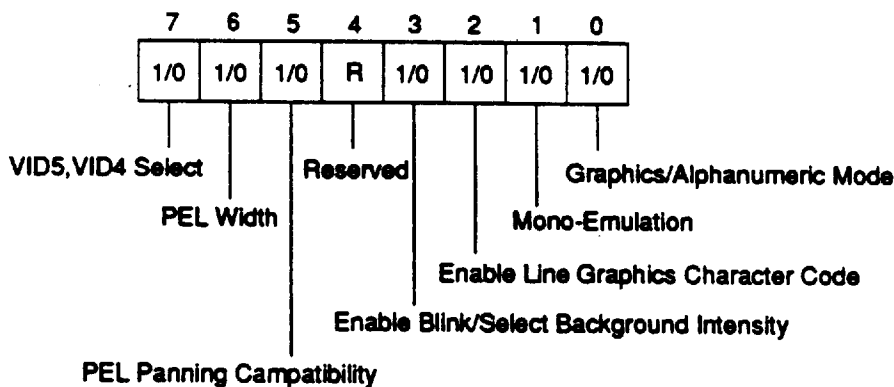 7 6 5 4 3 2 1 0
1/0 1/0 1/0 R 1/0 1/0 1/0 1/0
VID5,VID4 Select
Reserved
Graphics/Alphanumeric Mode
PEL Width
Mono-Emulation
Enable Line Graphics Character Code
Enable Blink/Select Background Intensity
PEL Panning Campatibility